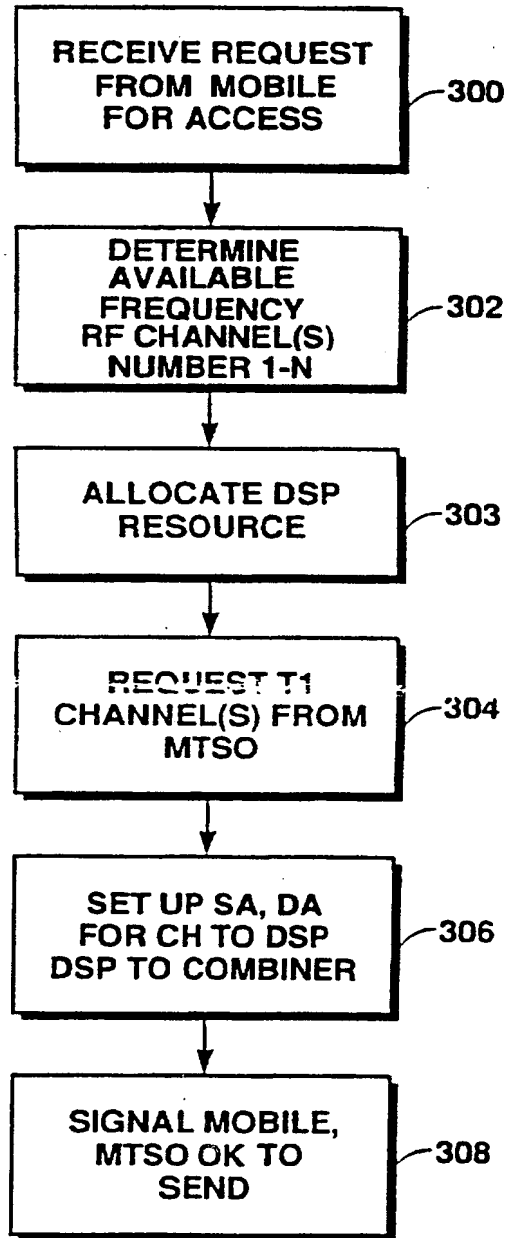 RECEIVE REQUEST
FROM MOBILE
FOR ACCESS
300
DETERMINE
AVAILABLE
FREQUENCY
RF CHANNEL(S)
NUMBER 1-N
302
ALLOCATE DSP
RESOURCE
303
REQUEST T1
CHANNEL(S) FROM
MTSO
304
SET UP SA, DA
FOR CH TO DSP
DSP TO COMBINER
306
SIGNAL MOBILE,
MTSO OK TO
SEND
308